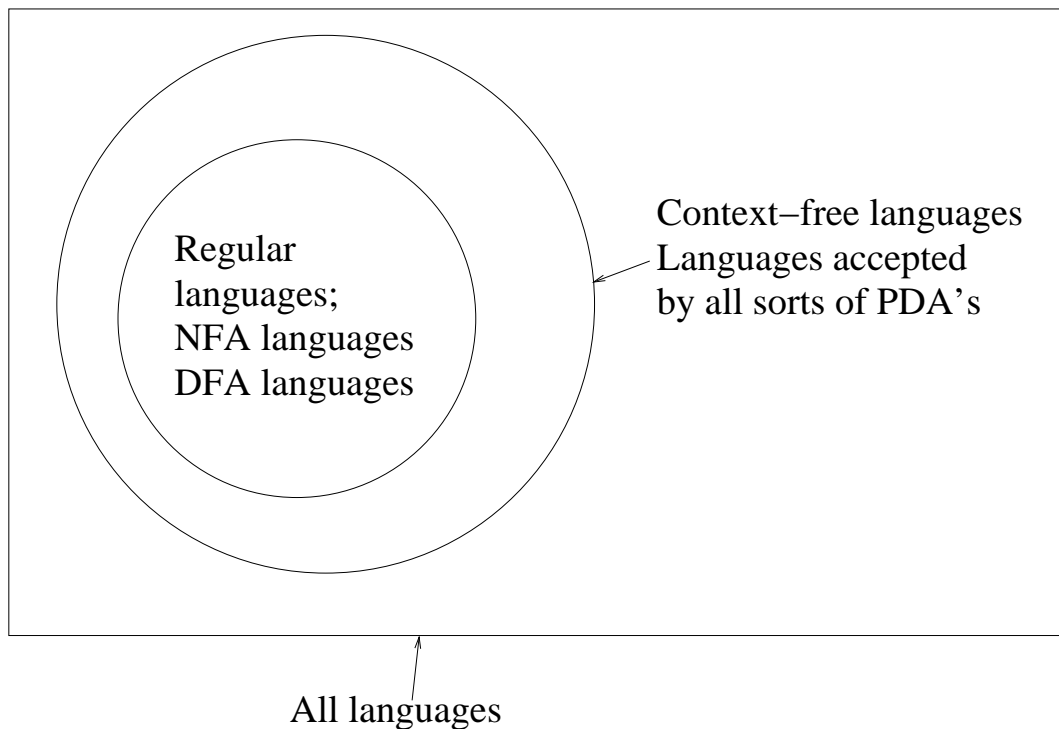 Regular
languages;
NFA languages
DFA languages
Context−free languages
Languages accepted
by all sorts of PDA's
All languages